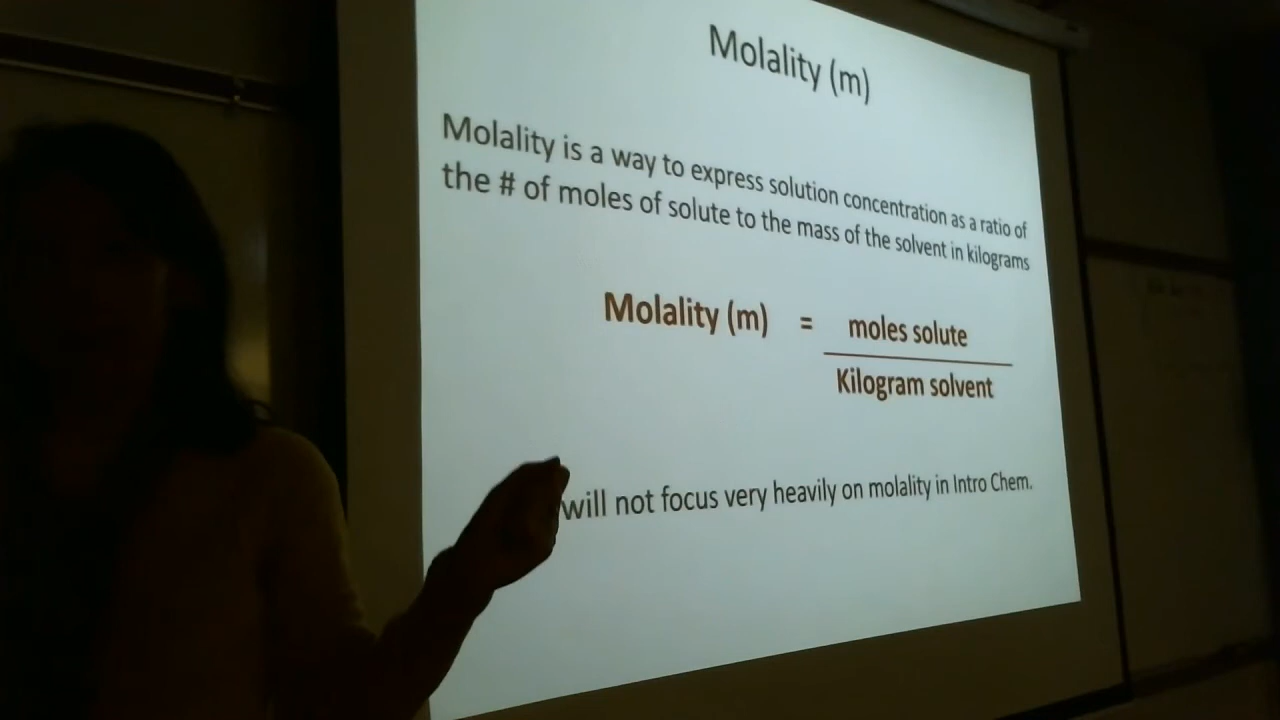 Molality (m)
Molality is a way to express solution concentration as a ratio of
the # of moles of solute to the mass of the solvent in kilograms
Molality (m) = moles solute
Kilogram solvent
will not focus very heavily on molality in Intro Chem.